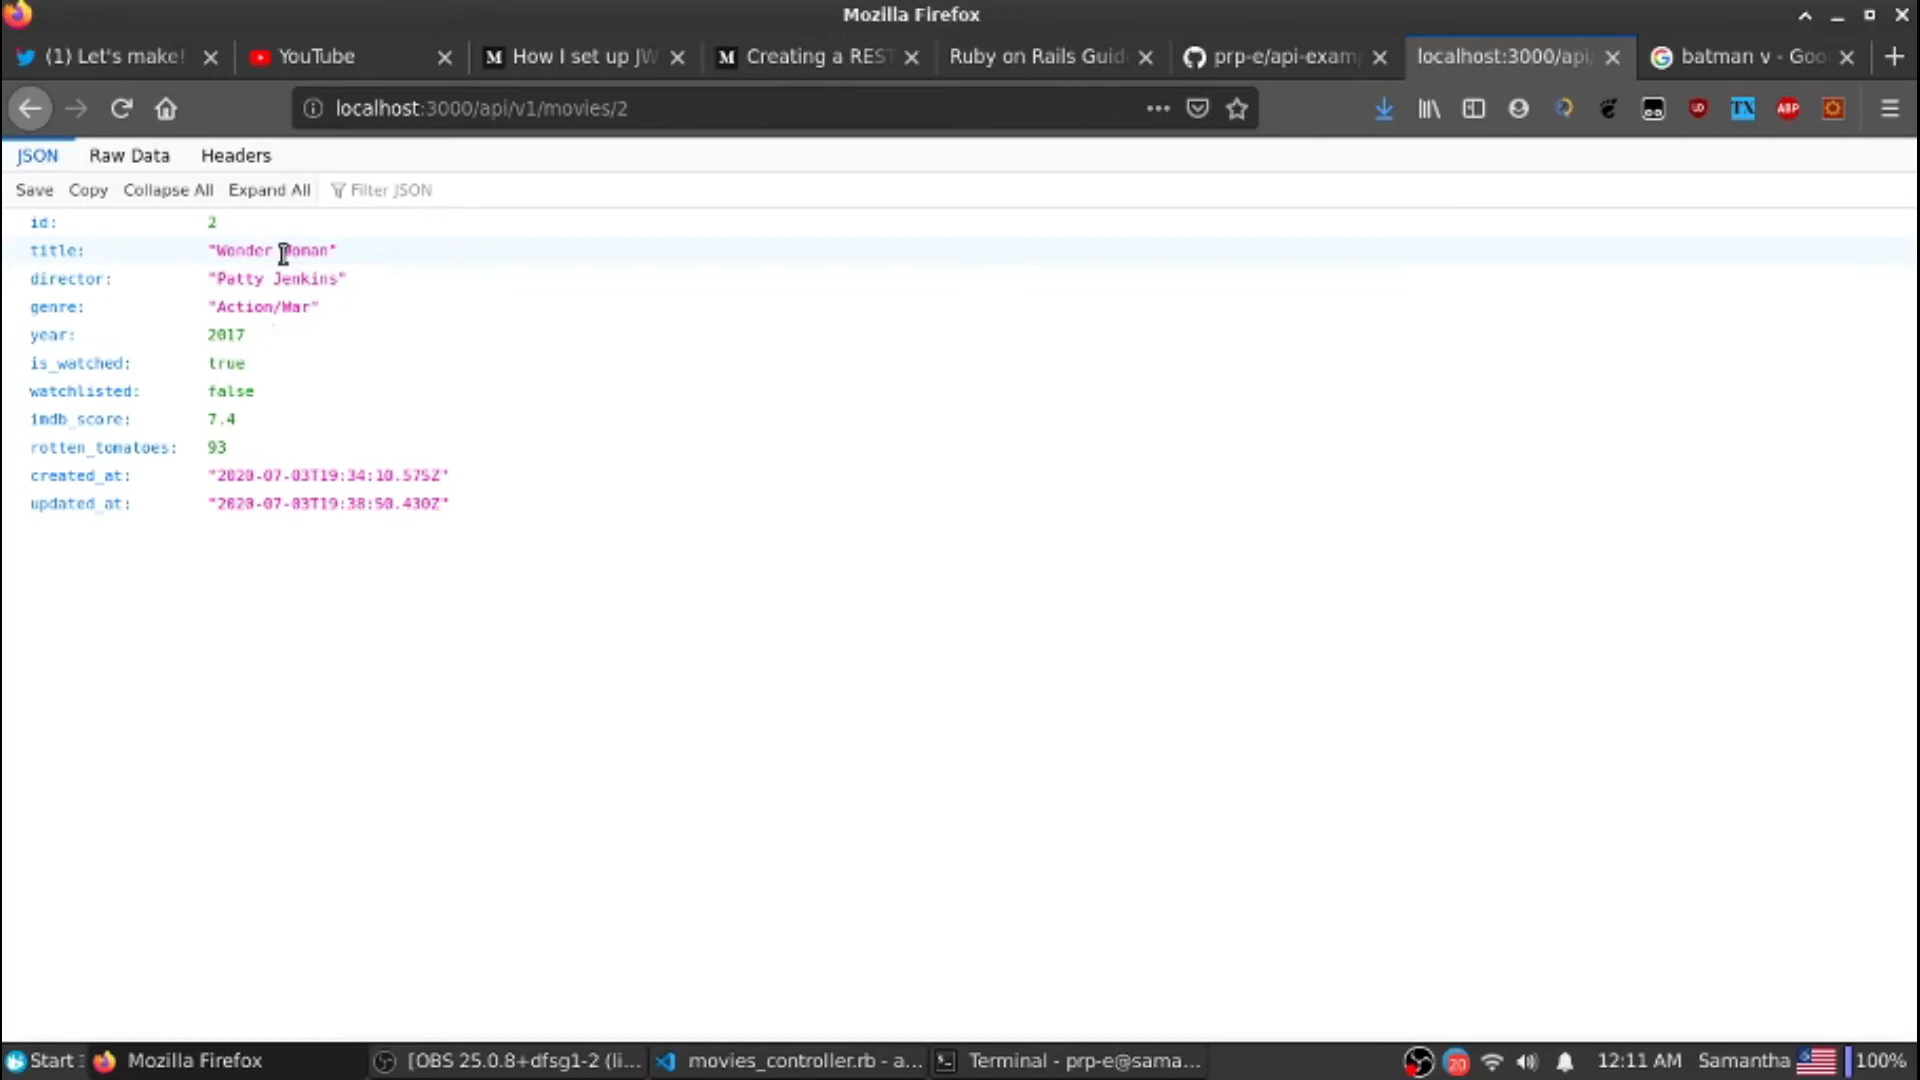 Mozilla Firefox
(1) Let's make!
YouTube
How I set up JW
Creating a REST
Ruby on Rails Guid
prp-e/api-exam
localhost:3000/api
batman v - Goo
localhost:3000/api/v1/movies/2
JSON Raw Data Headers
Save Copy Collapse All Expand All Filter JSON
id: 2
title: "Wonder Woman"
director: "Patty Jenkins"
genre: "Action/War"
year: 2017
is_watched: true
watchlisted: false
imdb_score: 7.4
rotten_tomatoes: 93
created_at: "2020-07-03T19:34:10.575Z"
updated_at: "2020-07-03T19:38:50.430Z"
Start Mozilla Firefox [OBS 25.0.8+dfsg1-2 (li... movies_controller.rb - a... Terminal - prp-e@sama... 20 12:11 AM Samantha 100%